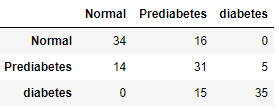 Normal Prediabetes diabetes
Normal 34 16 0
Prediabetes 14 31 5
diabetes 0 15 35